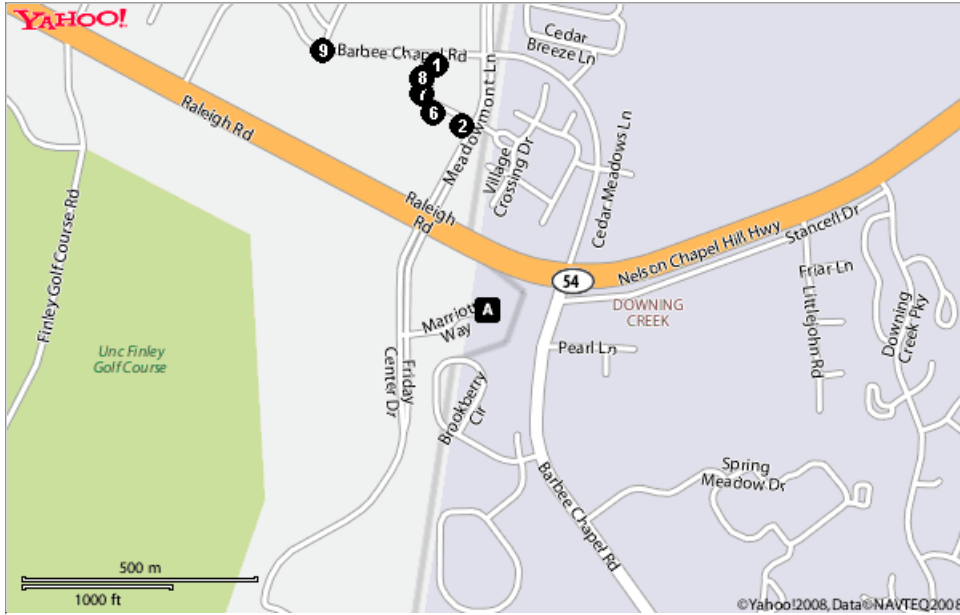 YAHOO!
9
Barbee Chapel Rd
1
8
7
6
2
Cedar
Breeze Ln
Meadowmont Ln
Raleigh Rd
Village
Crossing Dr
Cedar Meadows Ln
Raleigh
Rd
Finley Golf Course Rd
54
Nelson Chapel Hill Hwy
Stancell Dr
Friar Ln
Littlejohn Rd
Downing
Creek Pky
DOWNING
CREEK
Marriott
Way
A
Unc Finley
Golf Course
Friday
Center Dr
Pearl Ln
Brookberry
Cir
Barbee Chapel Rd
Spring
Meadow Dr
500 m
1000 ft
©Yahoo!2008, Data©NAVTEQ2008